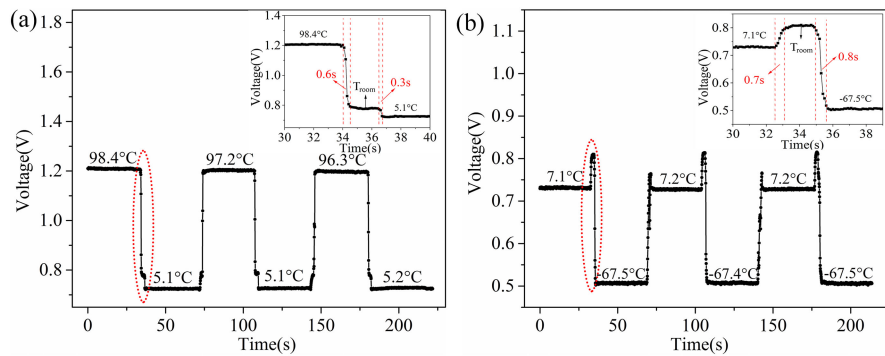 (a)
Voltage(V)
1.8
1.6
1.4
1.2
1.0
0.8
98.4°C
97.2°C
96.3°C
5.1°C
5.1°C
5.2°C
0
50
100
150
200
Time(s)
Voltage(V)
1.2
1.0
0.8
98.4°C
0.6s
T_room
0.3s
5.1°C
30
32
34
36
38
40
Time(s)
(b)
Voltage(V)
1.1
1.0
0.9
0.8
0.7
0.6
0.5
7.1°C
7.2°C
7.2°C
-67.5°C
-67.4°C
-67.5°C
0
50
100
150
200
Time(s)
Voltage(V)
0.8
0.7
0.6
0.5
7.1°C
T_room
0.8s
0.7s
-67.5°C
30
32
34
36
38
Time(s)